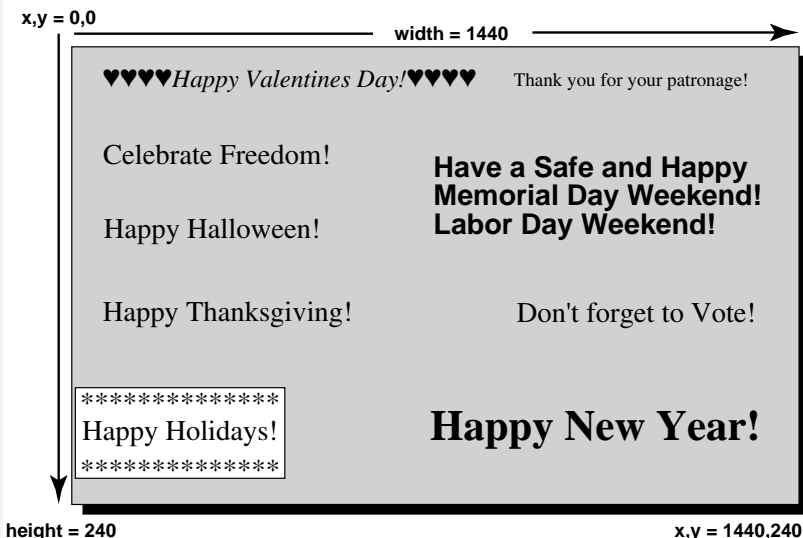 x,y = 0,0
width = 1440
♥♥♥♥Happy Valentines Day!♥♥♥♥
Thank you for your patronage!
Celebrate Freedom!
Have a Safe and Happy
Memorial Day Weekend!
Labor Day Weekend!
Happy Halloween!
Happy Thanksgiving!
Don't forget to Vote!
**************
Happy Holidays!
**************
Happy New Year!
height = 240
x,y = 1440,240